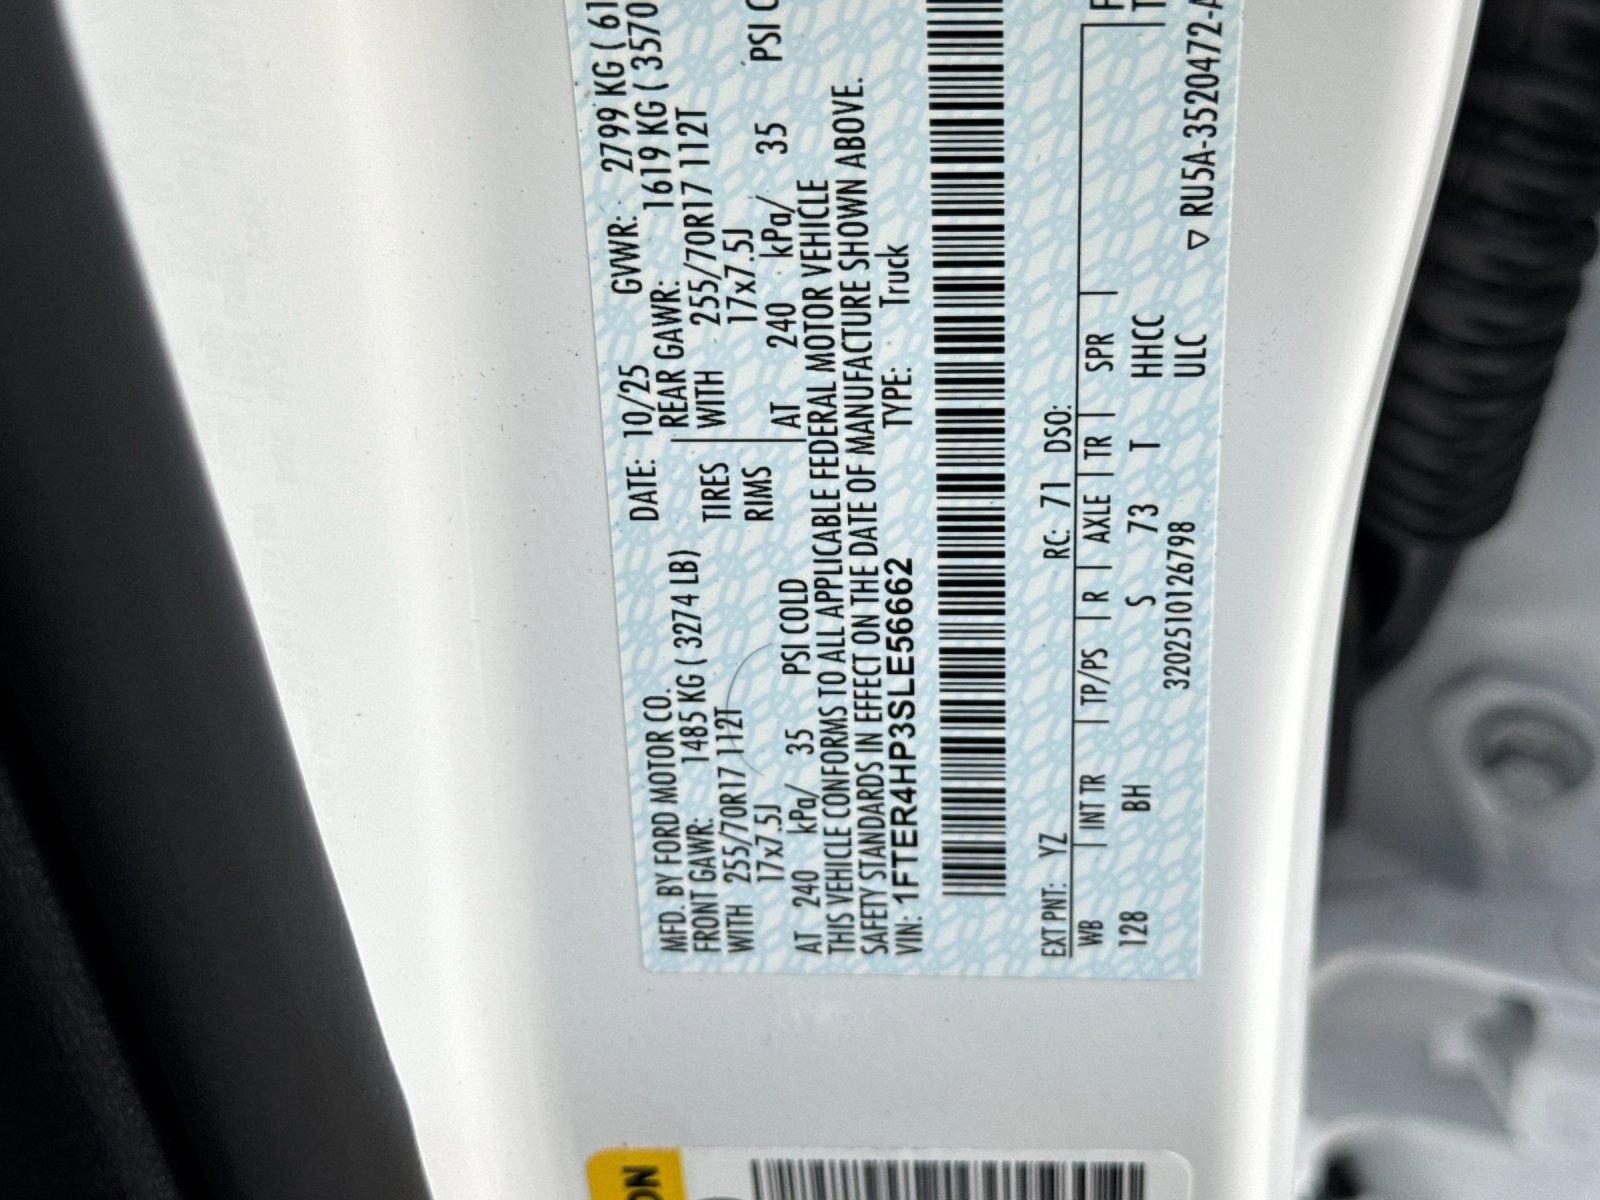 MFD. BY FORD MOTOR CO.
DATE: 10/25
GVWR: 2799 KG (
FRONT GAWR: 1485 KG ( 3274 LB)
REAR GAWR: 1619 KG ( 3570
WITH 255/70R17 112T
TIRES
WITH 255/70R17 112T
17x7.5J
RIMS
17x7.5J
AT 240 kPa/ 35 PSI COLD
AT 240 kPa/ 35 PSI
THIS VEHICLE CONFORMS TO ALL APPLICABLE FEDERAL MOTOR VEHICLE
SAFETY STANDARDS IN EFFECT ON THE DATE OF MANUFACTURE SHOWN ABOVE.
VIN: 1FTER4HP3SLE56662
TYPE: Truck
EXT PNT: YZ
RC: 71 DSO:
WB | INT TR | TP/PS | R | AXLE | TR | SPR |
128 BH S 73 T HHCC
3202510126798
ULC
▽ RU5A-3520472-A